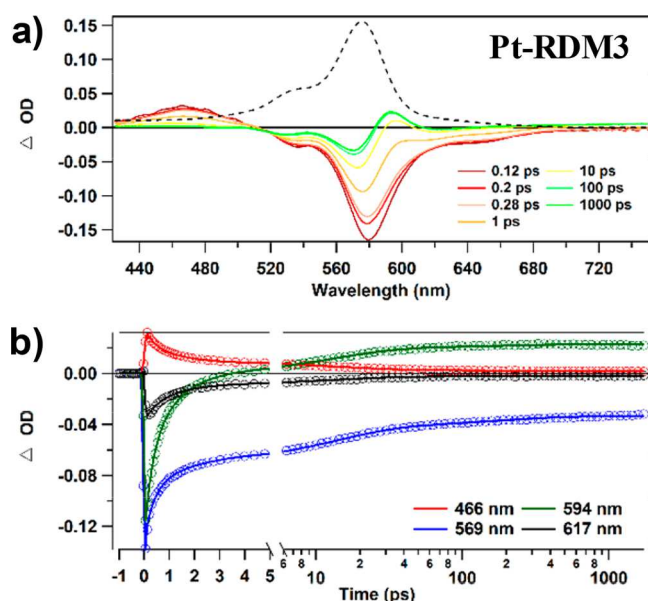 a)
Pt-RDM3
0.15
0.10
0.05
0.00
-0.05
-0.10
-0.15
△ OD
0.12 ps
10 ps
0.2 ps
100 ps
0.28 ps
1000 ps
1 ps
440 480 520 560 600 640 680 720
Wavelength (nm)
b)
0.00
-0.04
-0.08
-0.12
△ OD
466 nm
594 nm
569 nm
617 nm
-1 0 1 2 3 4 5 6 8 10 2 4 6 8 100 2 4 6 8 1000
Time (ps)